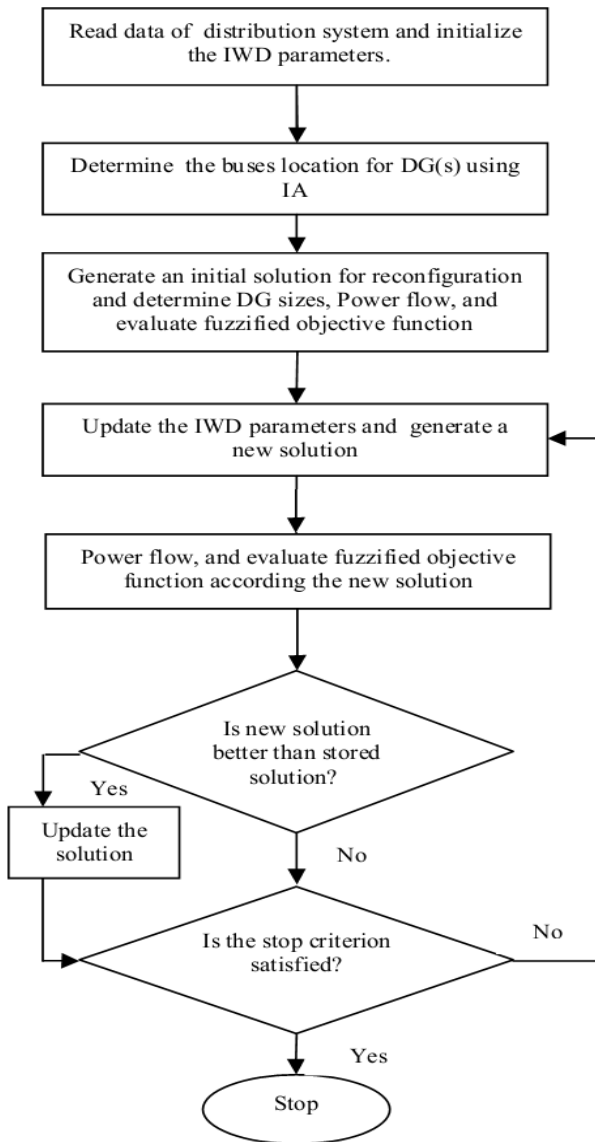 Read data of distribution system and initialize
the IWD parameters.
Determine the buses location for DG(s) using
IA
Generate an initial solution for reconfiguration
and determine DG sizes, Power flow, and
evaluate fuzzified objective function
Update the IWD parameters and generate a
new solution
Power flow, and evaluate fuzzified objective
function according the new solution
Is new solution
better than stored
solution?
Yes
Update the
solution
No
Is the stop criterion
satisfied?
No
Yes
Stop